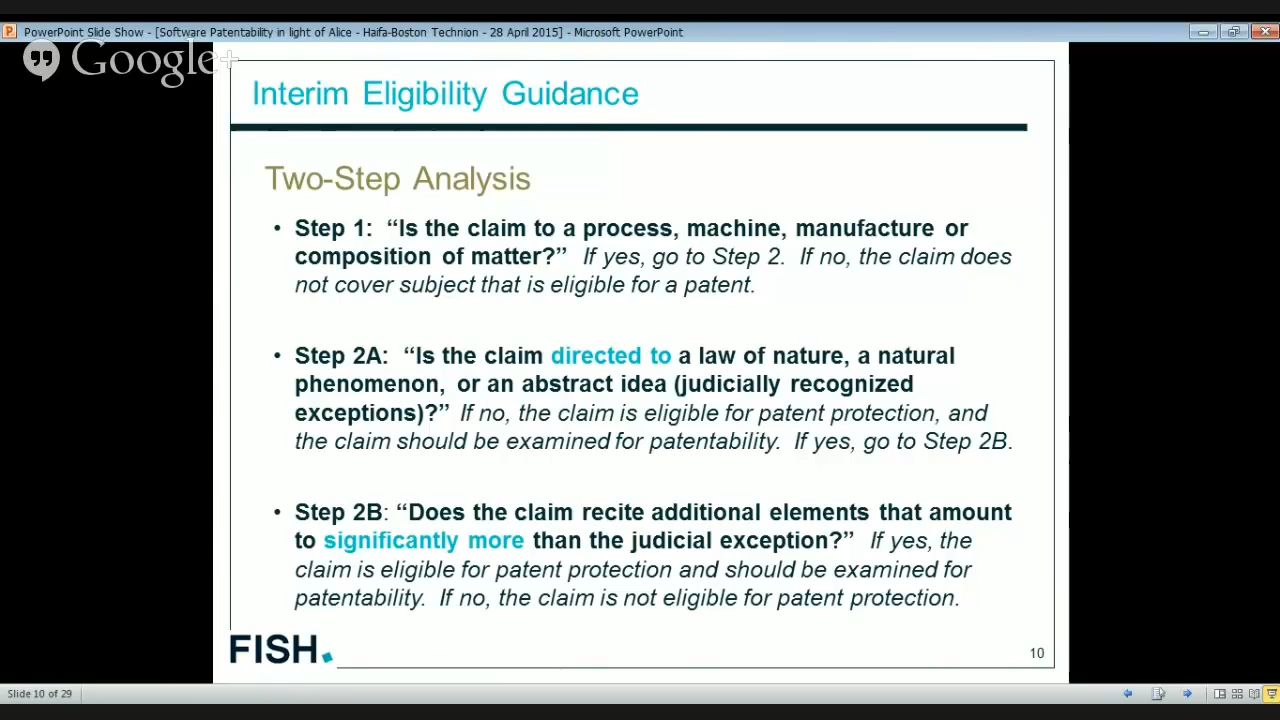 PowerPoint Slide Show - [Software Patentability in light of Alice - Haifa-Boston Technion - 28 April 2015] - Microsoft PowerPoint
Google+
Interim Eligibility Guidance
Two-Step Analysis
• Step 1: “Is the claim to a process, machine, manufacture or
composition of matter?” If yes, go to Step 2. If no, the claim does
not cover subject that is eligible for a patent.
• Step 2A: “Is the claim directed to a law of nature, a natural
phenomenon, or an abstract idea (judicially recognized
exceptions)?” If no, the claim is eligible for patent protection, and
the claim should be examined for patentability. If yes, go to Step 2B.
• Step 2B: “Does the claim recite additional elements that amount
to significantly more than the judicial exception?” If yes, the
claim is eligible for patent protection and should be examined for
patentability. If no, the claim is not eligible for patent protection.
FISH.
10
Slide 10 of 29